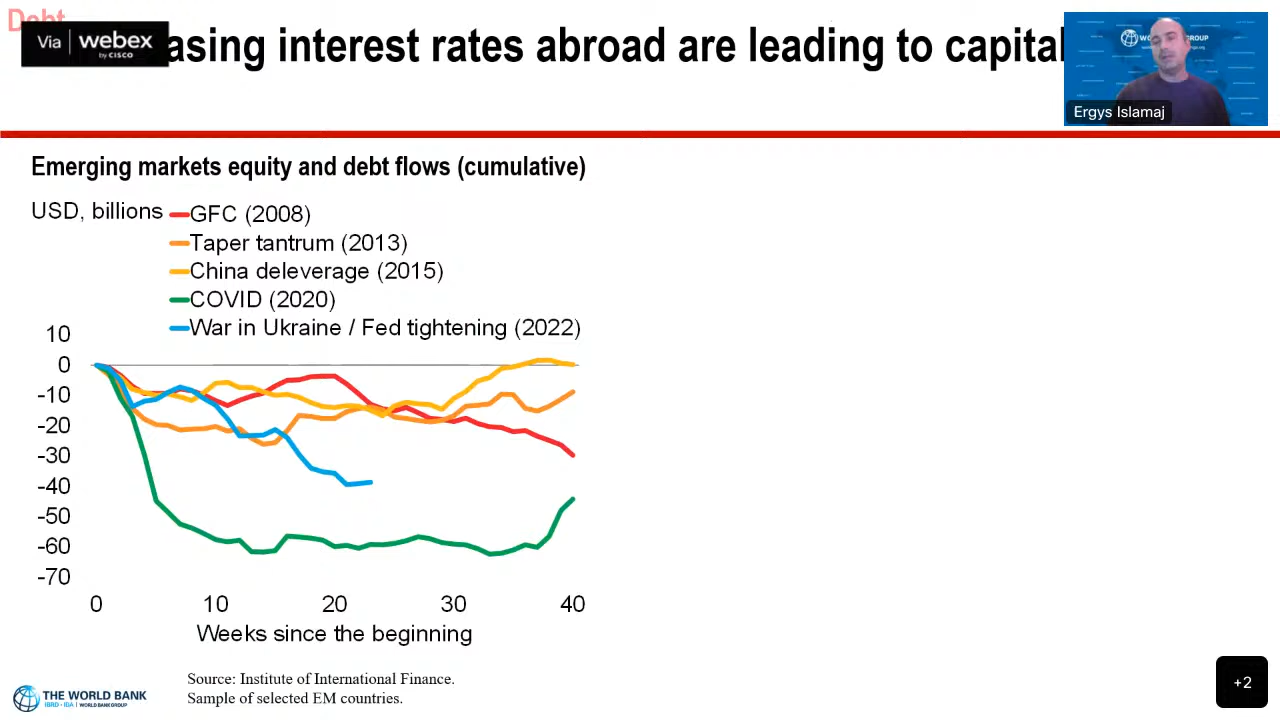 Debt
Via webex
by CISCO
asing interest rates abroad are leading to capital
Ergys Islamaj
Emerging markets equity and debt flows (cumulative)
USD, billions
GFC (2008)
Taper tantrum (2013)
China deleverage (2015)
COVID (2020)
War in Ukraine / Fed tightening (2022)
10
0
-10
-20
-30
-40
-50
-60
-70
0 10 20 30 40
Weeks since the beginning
THE WORLD BANK
IBRD • IDA | WORLD BANK GROUP
Source: Institute of International Finance.
Sample of selected EM countries.
+2